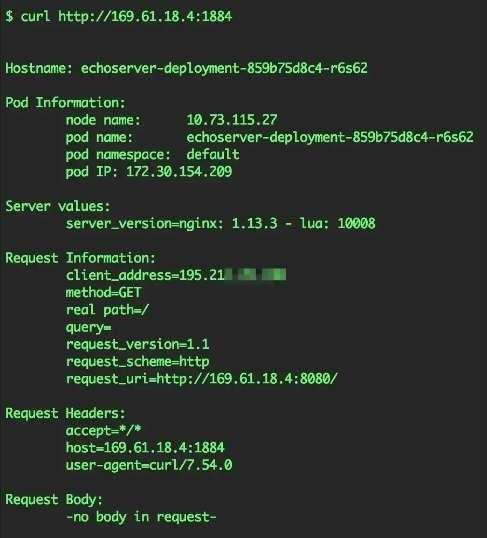 $ curl http://169.61.18.4:1884
Hostname: echoserver-deployment-859b75d8c4-r6s62
Pod Information:
node name: 10.73.115.27
pod name: echoserver-deployment-859b75d8c4-r6s62
pod namespace: default
pod IP: 172.30.154.209
Server values:
server_version=nginx: 1.13.3 - lua: 10008
Request Information:
client_address=195.21
method=GET
real path=/
query=
request_version=1.1
request_scheme=http
request_uri=http://169.61.18.4:8080/
Request Headers:
accept=*/*
host=169.61.18.4:1884
user-agent=curl/7.54.0
Request Body:
-no body in request-